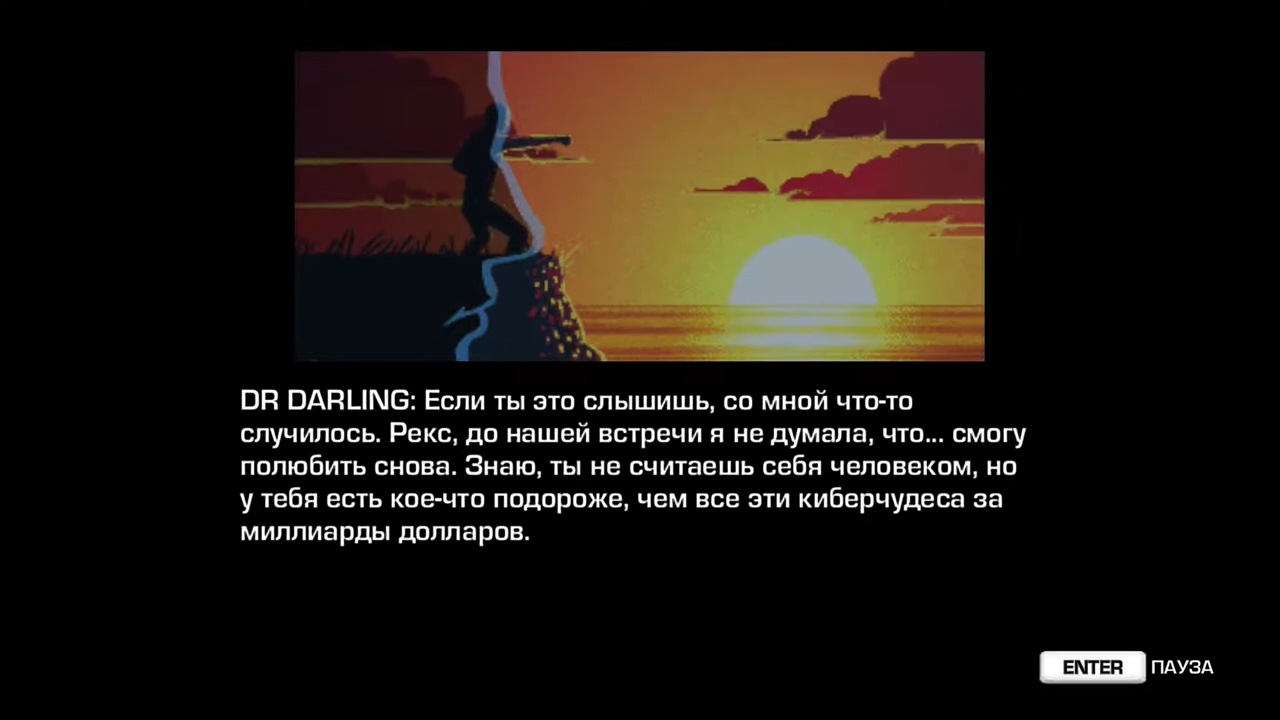 DR DARLING: Если ты это слышишь, со мной что-то
случилось. Рекс, до нашей встречи я не думала, что... смогу
полюбить снова. Знаю, ты не считаешь себя человеком, но
у тебя есть кое-что подороже, чем все эти киберчудеса за
миллиарды долларов.
ENTER ПАУЗА